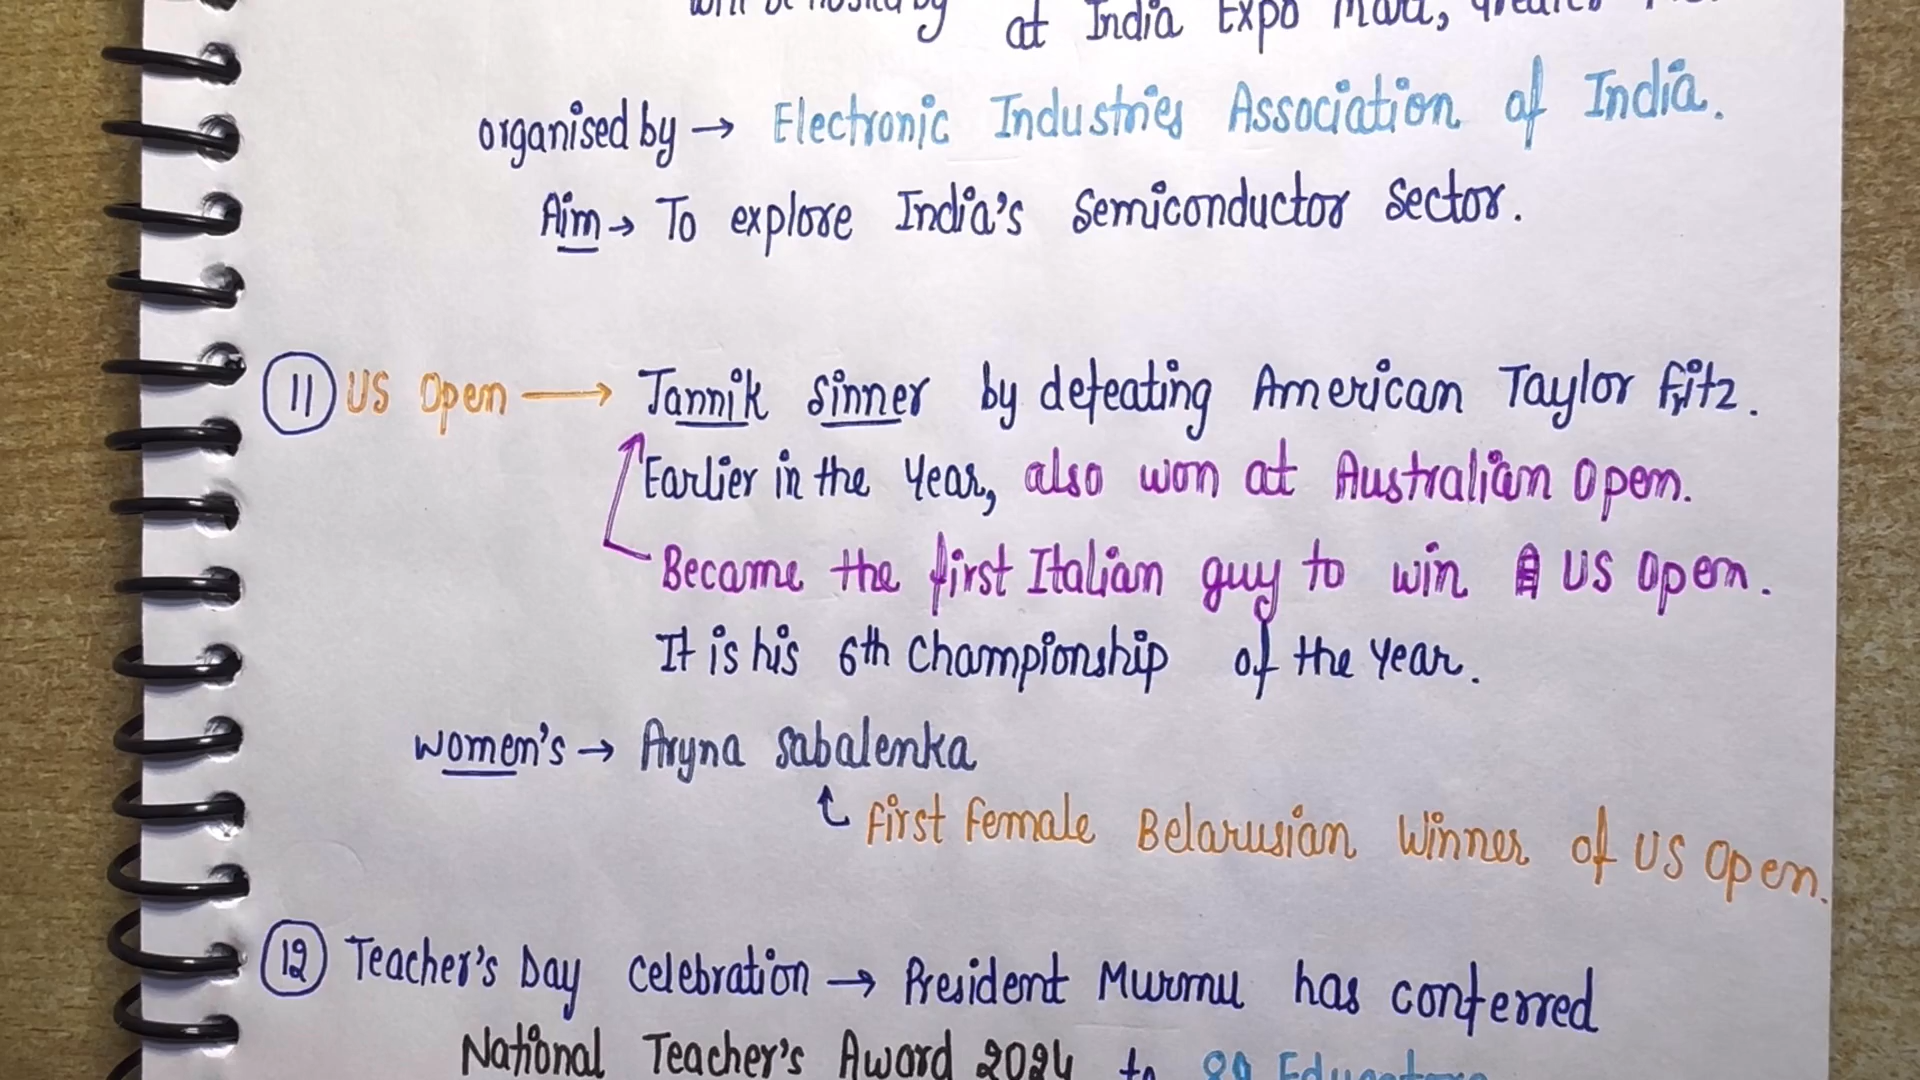 at India Expo Mart,
organised by → Electronic Industries Association of India.
Aim → To explore India's Semiconductor Sector.
11 US Open → Jannik Sinner by defeating American Taylor Fritz.
Earlier in the Year, also won at Australian Open.
Became the first Italian guy to win US Open.
It is his 6th Championship of the Year.
women's → Aryna Sabalenka
First Female Belarusian Winner of US Open.
12 Teacher's Day celebration → President Murmu has conferred
National Teacher's Award 2024 to